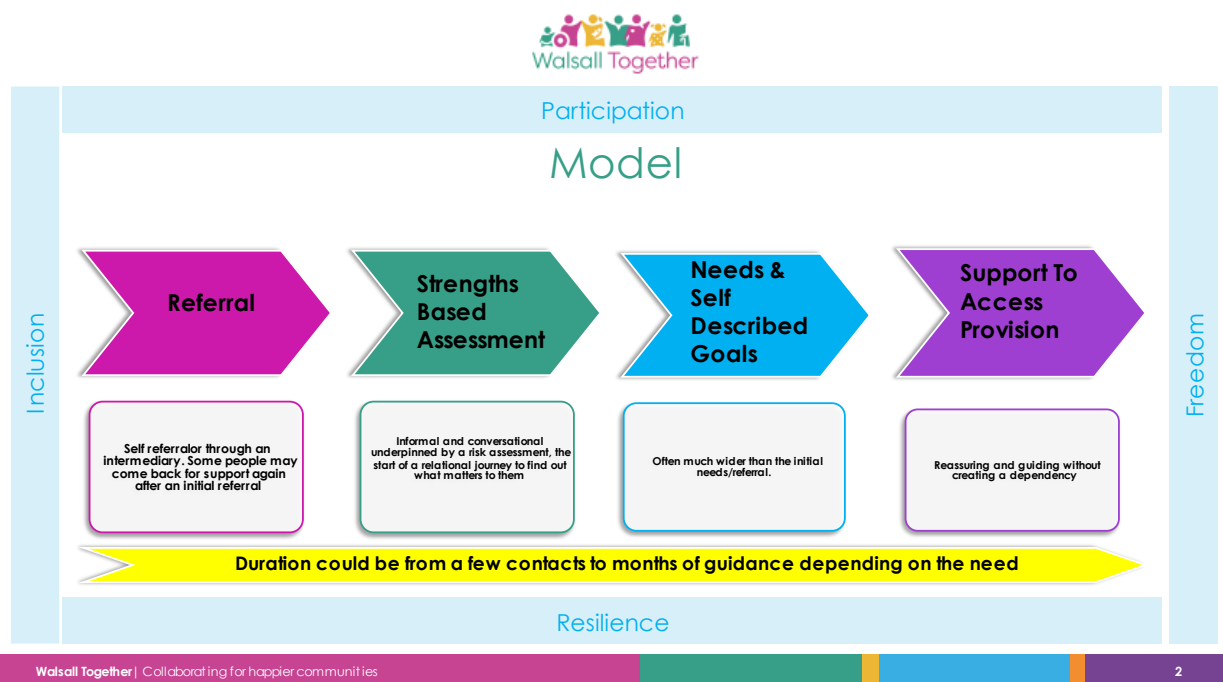 Walsall Together
Participation
Model
Inclusion
Freedom
Referral
Strengths
Based
Assessment
Needs &
Self
Described
Goals
Support To
Access
Provision
Self referralor through an
intermediary. Some people may
come back for support again
after an initial referral
Informal and conversational
underpinned by a risk assessment, the
start of a relational journey to find out
what matters to them
Often much wider than the initial
needs/referral.
Reassuring and guiding without
creating a dependency
Duration could be from a few contacts to months of guidance depending on the need
Resilience
Walsall Together| Collaborating for happier communities
2